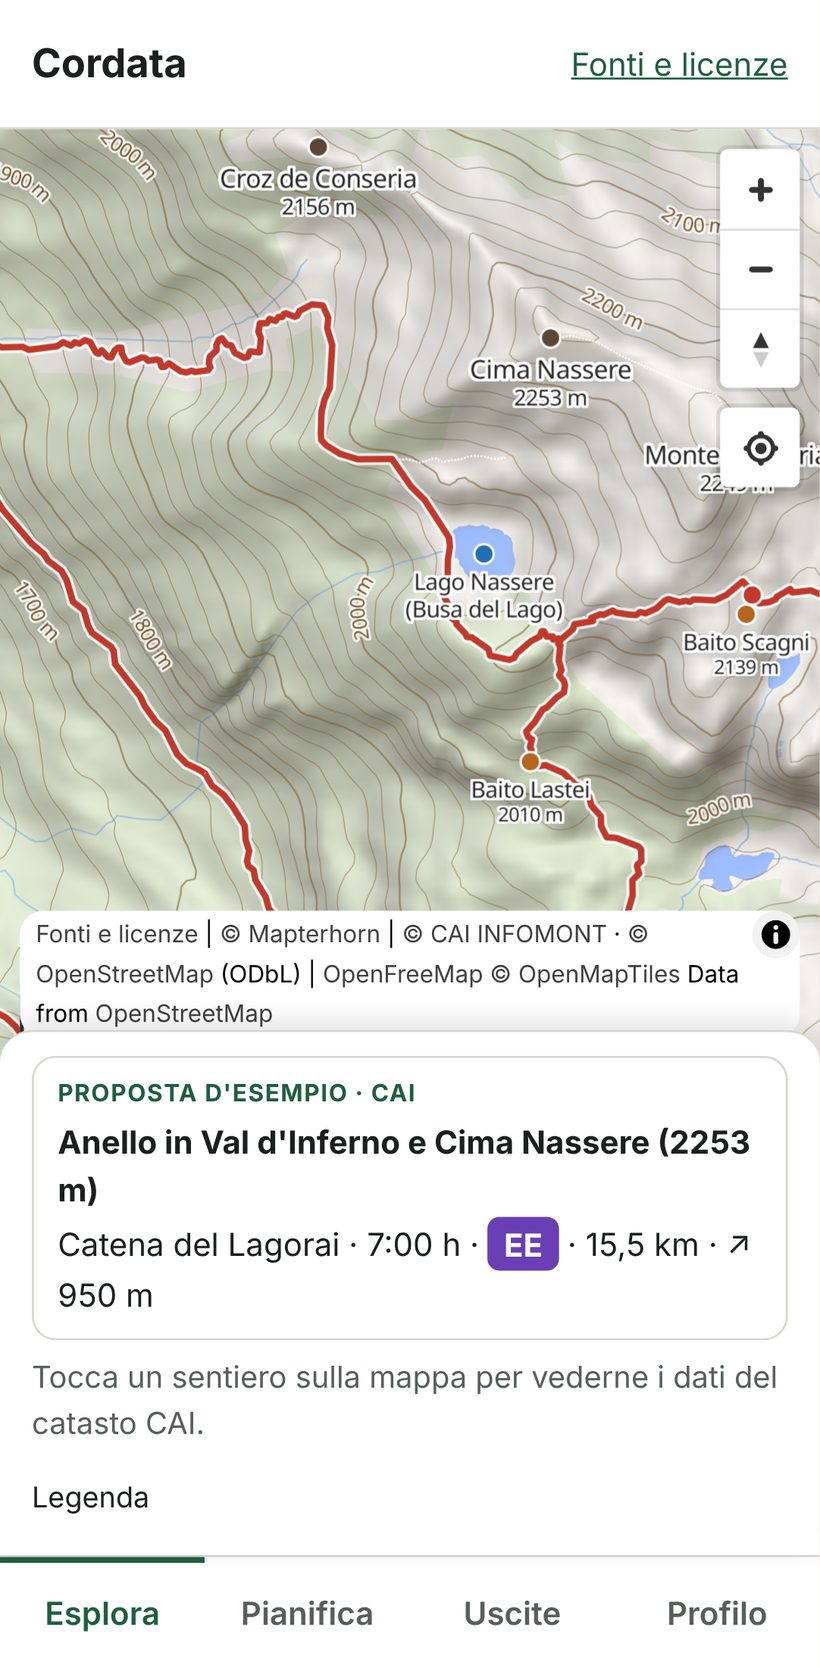 Cordata
Fonti e licenze
2000 m
900 m
Croz de Conseria
2156 m
2100 m
2200 m
Cima Nassere
2253 m
Monte
Lago Nassere
(Busa del Lago)
1700 m
1800 m
2000 m
Baito Scagni
2139 m
Baito Lastei
2010 m
2000 m
Fonti e licenze | © Mapterhorn | © CAI INFOMONT · ©
OpenStreetMap (ODbL) | OpenFreeMap © OpenMapTiles Data
from OpenStreetMap
PROPOSTA D'ESEMPIO · CAI
Anello in Val d'Inferno e Cima Nassere (2253
m)
Catena del Lagorai · 7:00 h · EE · 15,5 km · ↗
950 m
Tocca un sentiero sulla mappa per vederne i dati del
catasto CAI.
Legenda
Esplora
Pianifica
Uscite
Profilo